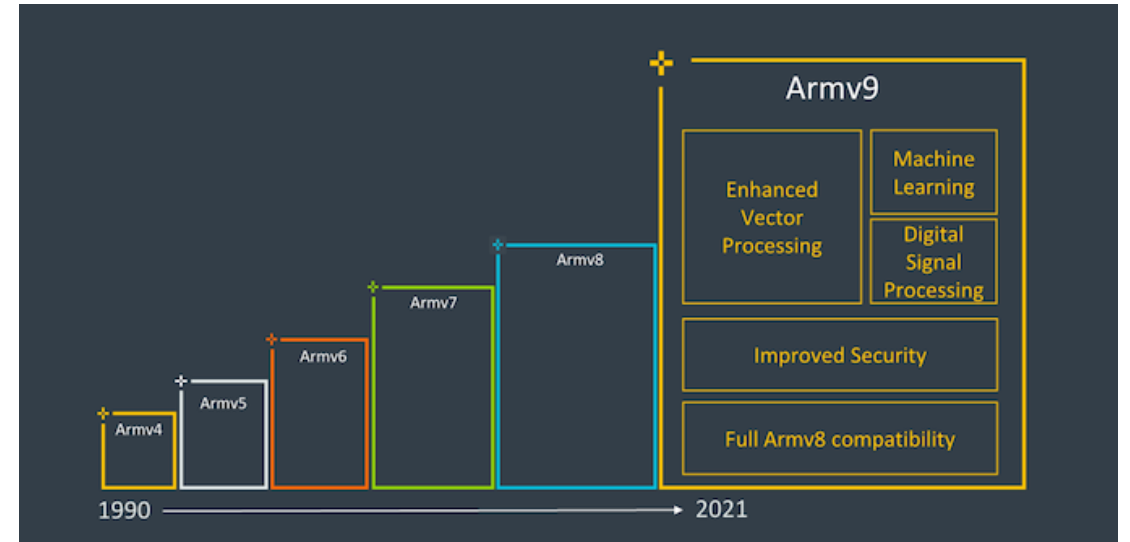 Armv9
Enhanced
Vector
Processing
Machine
Learning
Digital
Signal
Processing
Improved Security
Full Armv8 compatibility
Armv8
Armv7
Armv6
Armv5
Armv4
1990
2021